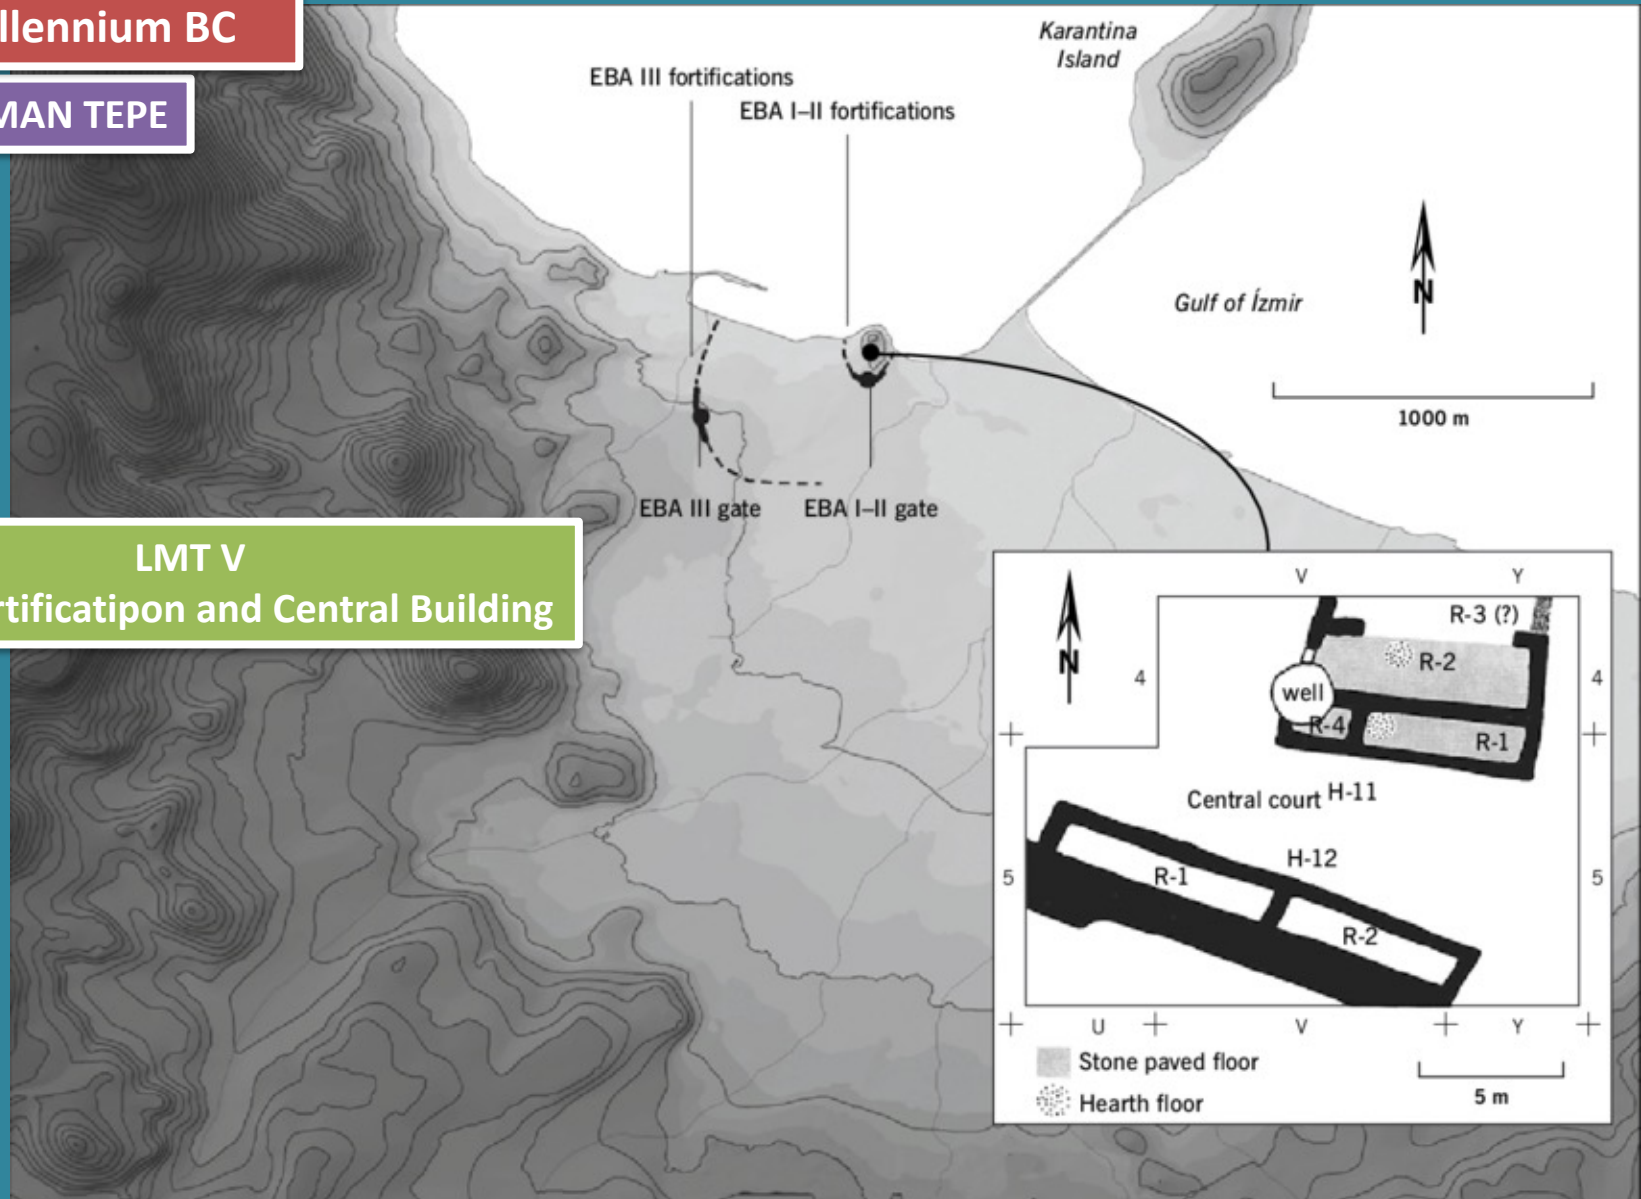 llennium BC
MAN TEPE
Karantina
Island
EBA III fortifications
EBA I–II fortifications
N
Gulf of İzmir
1000 m
EBA III gate
EBA I–II gate
LMT V
rtificatipon and Central Building
V
Y
N
R-3 (?)
4
R-2
4
well
R-4
R-1
Central court H-11
H-12
5
R-1
5
R-2
U
V
Y
Stone paved floor
Hearth floor
5 m